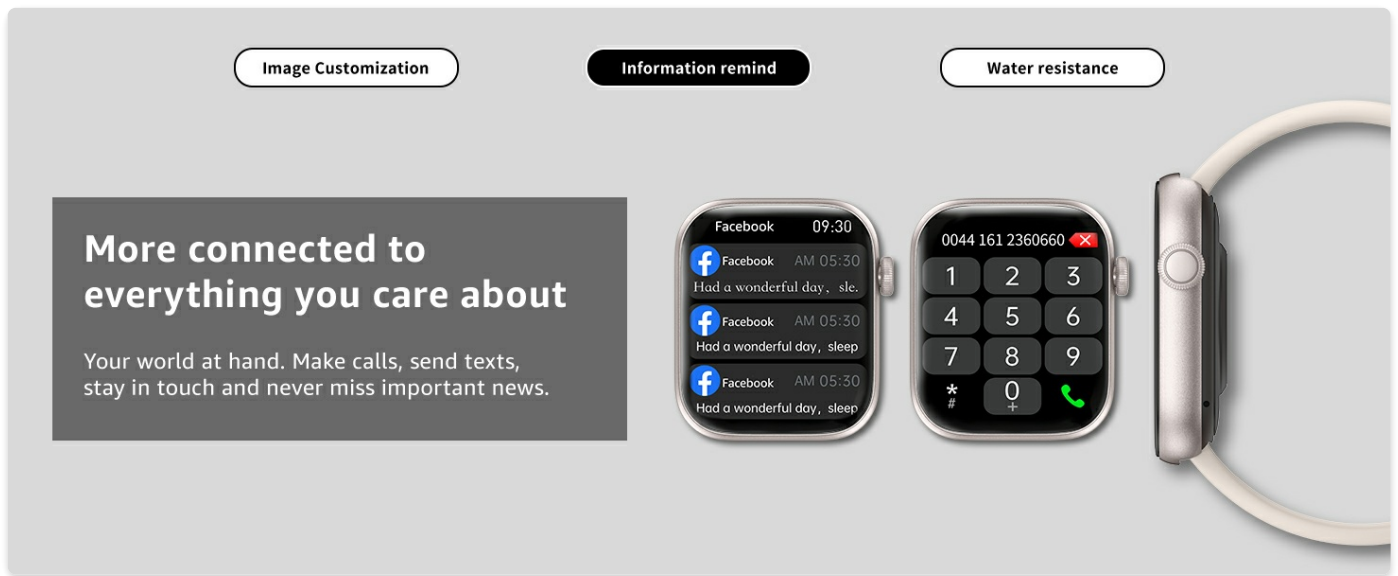 Image Customization
Information remind
Water resistance
More connected to
everything you care about
Your world at hand. Make calls, send texts,
stay in touch and never miss important news.
Facebook 09:30
Facebook AM 05:30
Had a wonderful day, sle.
Facebook AM 05:30
Had a wonderful day, sleep
Facebook AM 05:30
Had a wonderful day, sleep
0044 161 2360660
1 2 3
4 5 6
7 8 9
* 0
# +